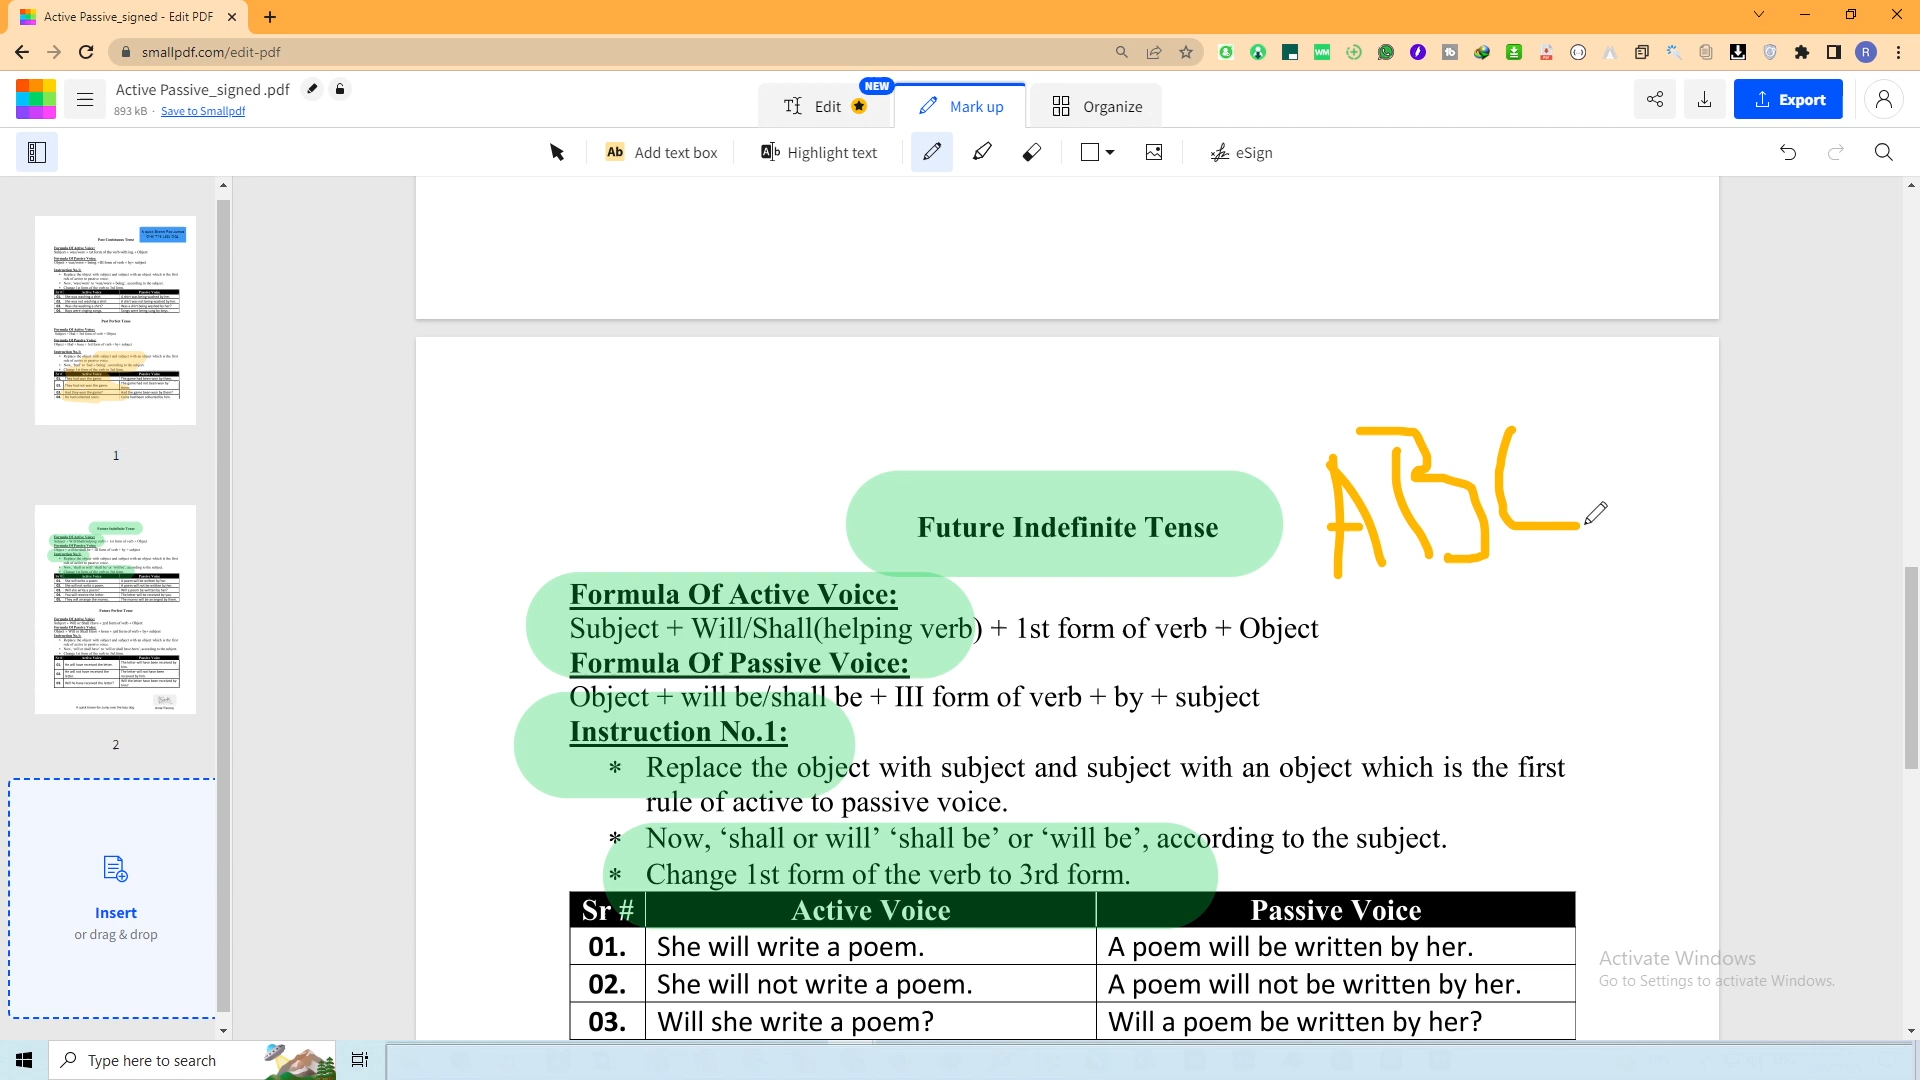 Active Passive_signed - Edit PDF
smallpdf.com/edit-pdf
R
Active Passive_signed .pdf
893 kB · Save to Smallpdf
Edit
NEW
Mark up
Organize
Export
Ab Add text box
Highlight text
eSign
1
2
Insert
or drag & drop
ABC
Future Indefinite Tense
Formula Of Active Voice:
Subject + Will/Shall(helping verb) + 1st form of verb + Object
Formula Of Passive Voice:
Object + will be/shall be + III form of verb + by + subject
Instruction No.1:
* Replace the object with subject and subject with an object which is the first
rule of active to passive voice.
* Now, ‘shall or will’ ‘shall be’ or ‘will be’, according to the subject.
* Change 1st form of the verb to 3rd form.
Sr # Active Voice Passive Voice
01. She will write a poem. A poem will be written by her.
02. She will not write a poem. A poem will not be written by her.
03. Will she write a poem? Will a poem be written by her?
Activate Windows
Go to Settings to activate Windows.
Type here to search